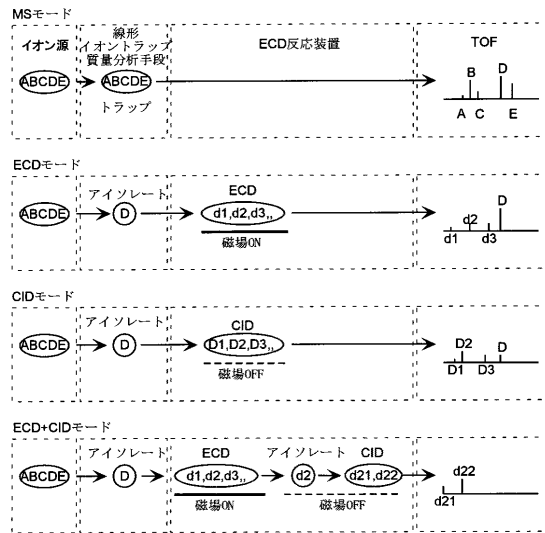 MSモード
イオン源
線形
イオントラップ
質量分析手段
ECD反応装置
TOF
ABCDE
ABCDE
トラップ
A
B
C
D
E
ECDモード
アイソレート
ECD
ABCDE
D
d1,d2,d3,,
磁場ON
d1
d2
d3
D
CIDモード
アイソレート
CID
ABCDE
D
D1,D2,D3,,
磁場OFF
D1
D2
D3
D
ECD+CIDモード
アイソレート
ECD
アイソレート
CID
ABCDE
D
d1,d2,d3,,
d2
d21,d22
磁場ON
磁場OFF
d21
d22